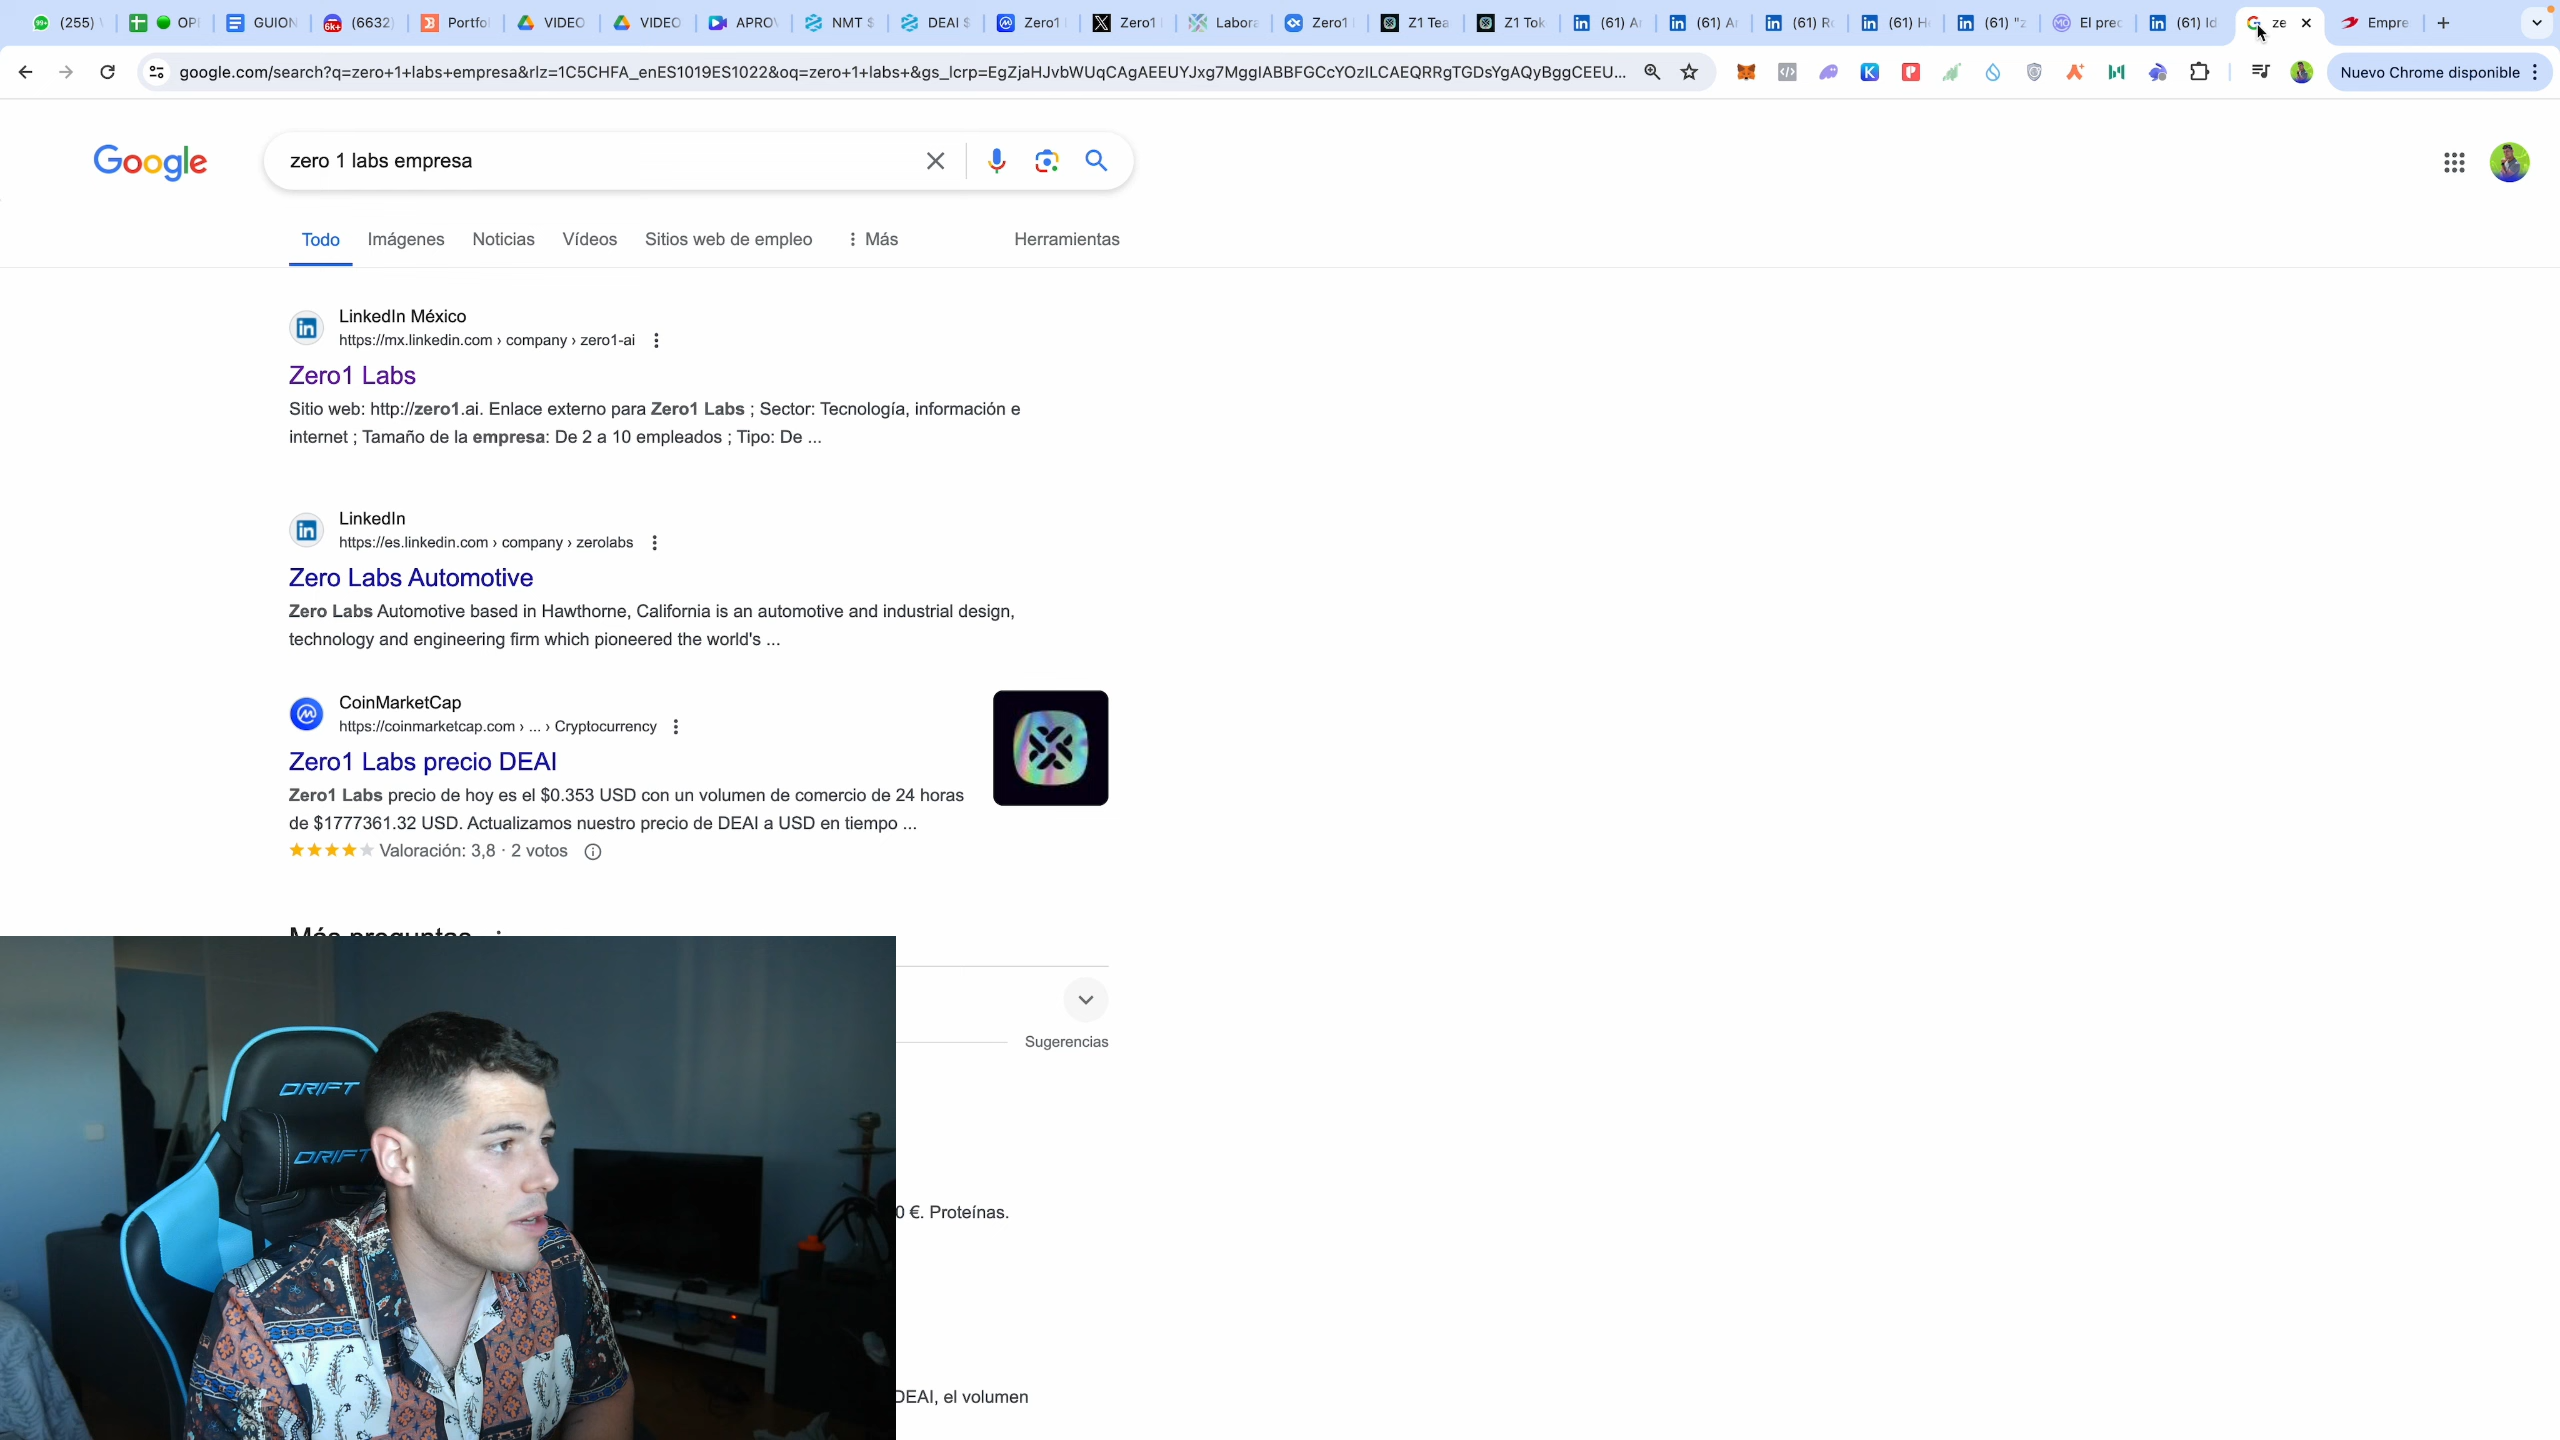 (255)
OPI
GUION
(6632)
Portfol
VIDEO
VIDEO
APROV
NMT $
DEAI $
Zero1
Zero1
Labora
Zero1
Z1 Tea
Z1 Tok
(61) Ar
(61) Ar
(61) Ro
(61) He
(61) "z
El prec
(61) Id
ze
Empre
google.com/search?q=zero+1+labs+empresa&rlz=1C5CHFA_enES1019ES1022&oq=zero+1+labs+&gs_lcrp=EgZjaHJvbWUqCAgAEEUYJxg7MggIABBFGCcYOzILCAEQRRgTGDsYgAQyBggCEEU...
Nuevo Chrome disponible
Google
zero 1 labs empresa
Todo
Imágenes
Noticias
Vídeos
Sitios web de empleo
Más
Herramientas
LinkedIn México
https://mx.linkedin.com › company › zero1-ai
Zero1 Labs
Sitio web: http://zero1.ai. Enlace externo para Zero1 Labs ; Sector: Tecnología, información e
internet ; Tamaño de la empresa: De 2 a 10 empleados ; Tipo: De ...
LinkedIn
https://es.linkedin.com › company › zerolabs
Zero Labs Automotive
Zero Labs Automotive based in Hawthorne, California is an automotive and industrial design,
technology and engineering firm which pioneered the world's ...
CoinMarketCap
https://coinmarketcap.com › ... › Cryptocurrency
Zero1 Labs precio DEAI
Zero1 Labs precio de hoy es el $0.353 USD con un volumen de comercio de 24 horas
de $1777361.32 USD. Actualizamos nuestro precio de DEAI a USD en tiempo ...
Valoración: 3,8 · 2 votos
Más preguntas
Sugerencias
0 €. Proteínas.
DEAI, el volumen
DRIFT
DRIFT